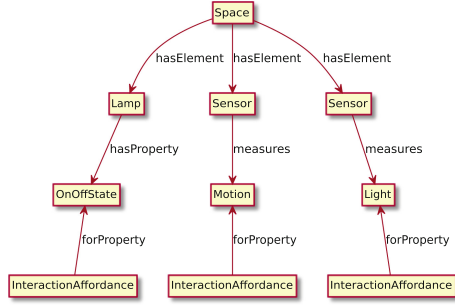 Space
hasElement hasElement hasElement
Lamp Sensor Sensor
hasProperty measures measures
OnOffState Motion Light
forProperty forProperty forProperty
InteractionAffordance InteractionAffordance InteractionAffordance